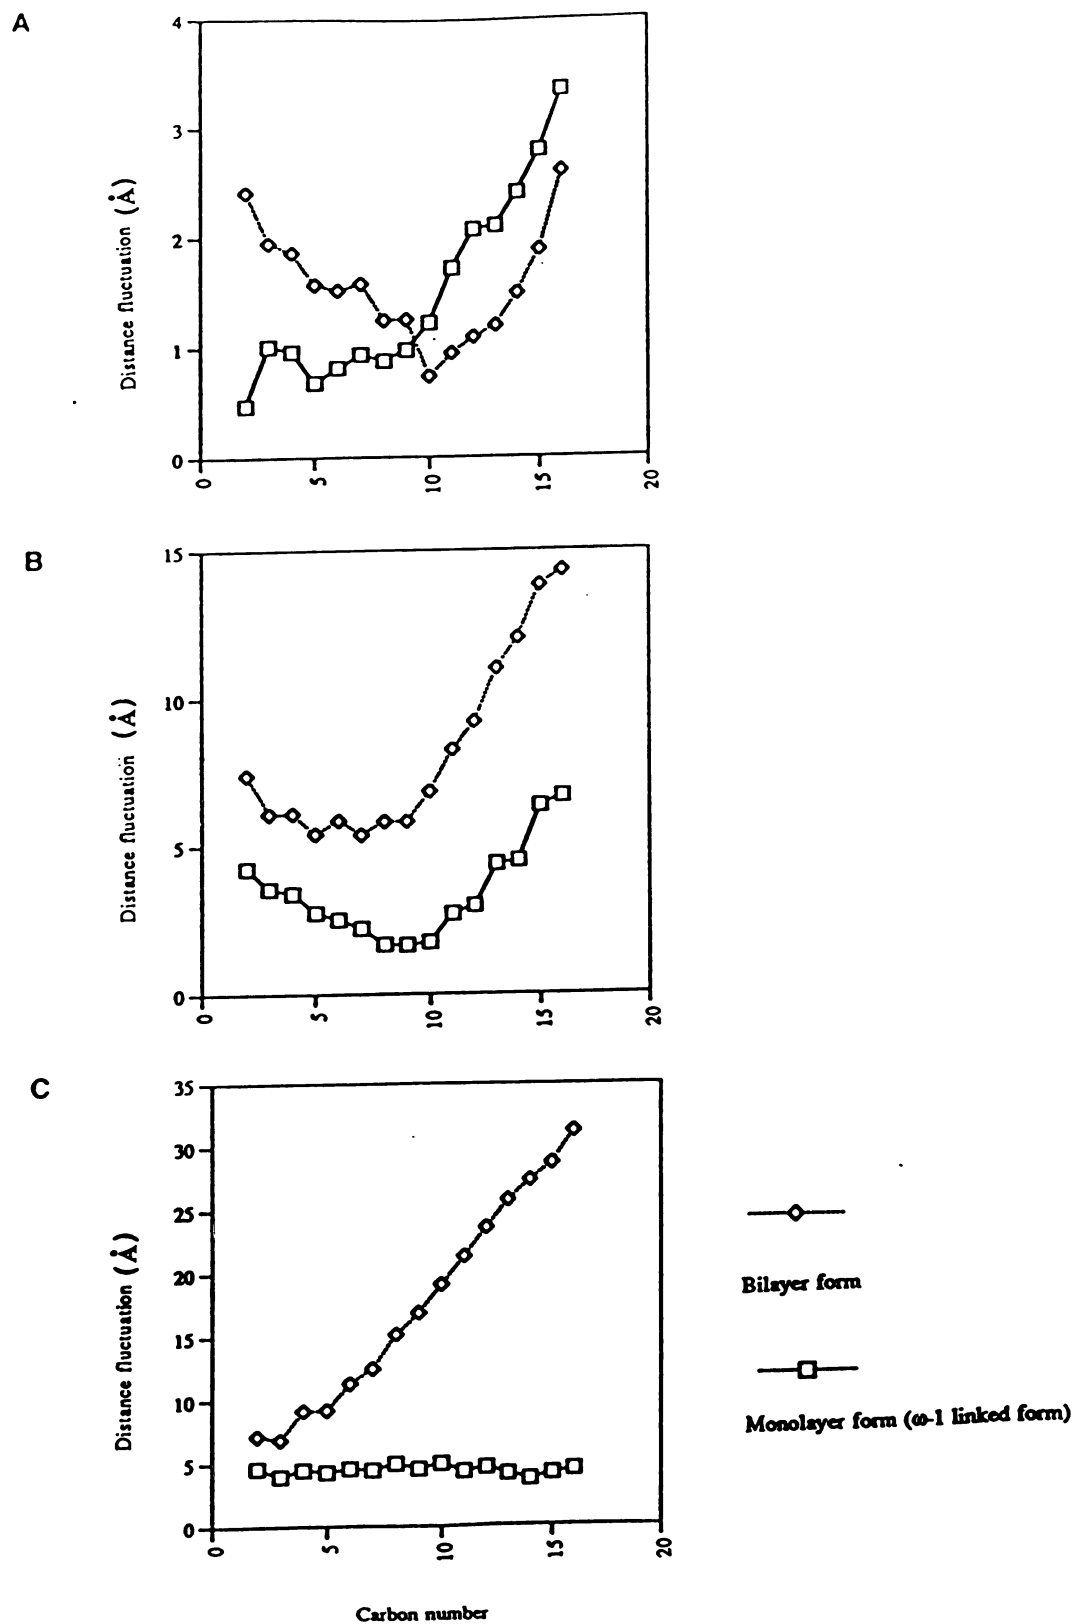 A
4
3
2
1
0
Distance fluctuation (Å)
0 5 10 15 20
B
15
10
5
0
Distance fluctuation (Å)
0 5 10 15 20
C
35
30
25
20
15
10
5
0
Distance fluctuation (Å)
0 5 10 15 20
Carbon number
Bilayer form
Monolayer form (ω-1 linked form)